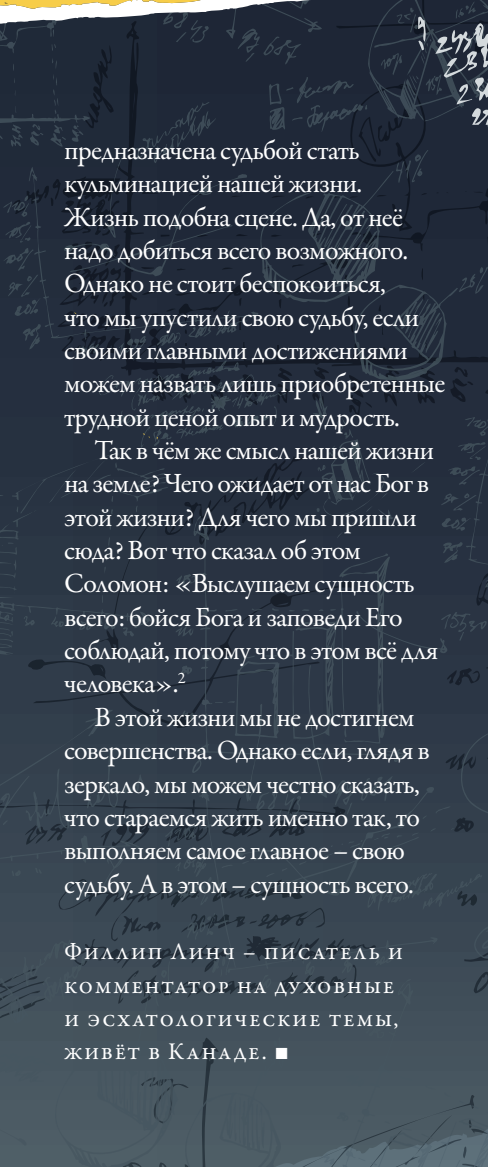 предназначена судьбой стать
кульминацией нашей жизни.
Жизнь подобна сцене. Да, от неё
надо добиться всего возможного.
Однако не стоит беспокоиться,
что мы упустили свою судьбу, если
своими главными достижениями
можем назвать лишь приобретенные
трудной ценой опыт и мудрость.
Так в чём же смысл нашей жизни
на земле? Чего ожидает от нас Бог в
этой жизни? Для чего мы пришли
сюда? Вот что сказал об этом
Соломон: «Выслушаем сущность
всего: бойся Бога и заповеди Его
соблюдай, потому что в этом всё для
человека».2
В этой жизни мы не достигнем
совершенства. Однако если, глядя в
зеркало, мы можем честно сказать,
что стараемся жить именно так, то
выполняем самое главное – свою
судьбу. А в этом – сущность всего.
Филлип Линч – писатель и
комментатор на духовные
и эсхатологические темы,
живёт в Канаде. ■